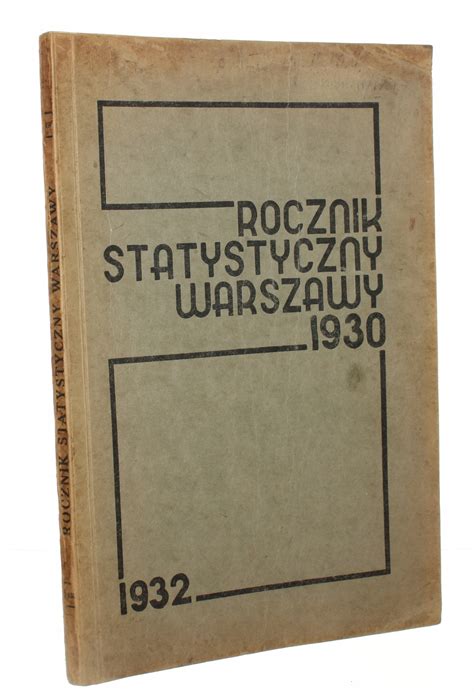 ROCZNIK
STATYSTYCZNY
WARSZAWY
1930
1932
ROCZNIK STATYSTYCZNY WARSZAWY